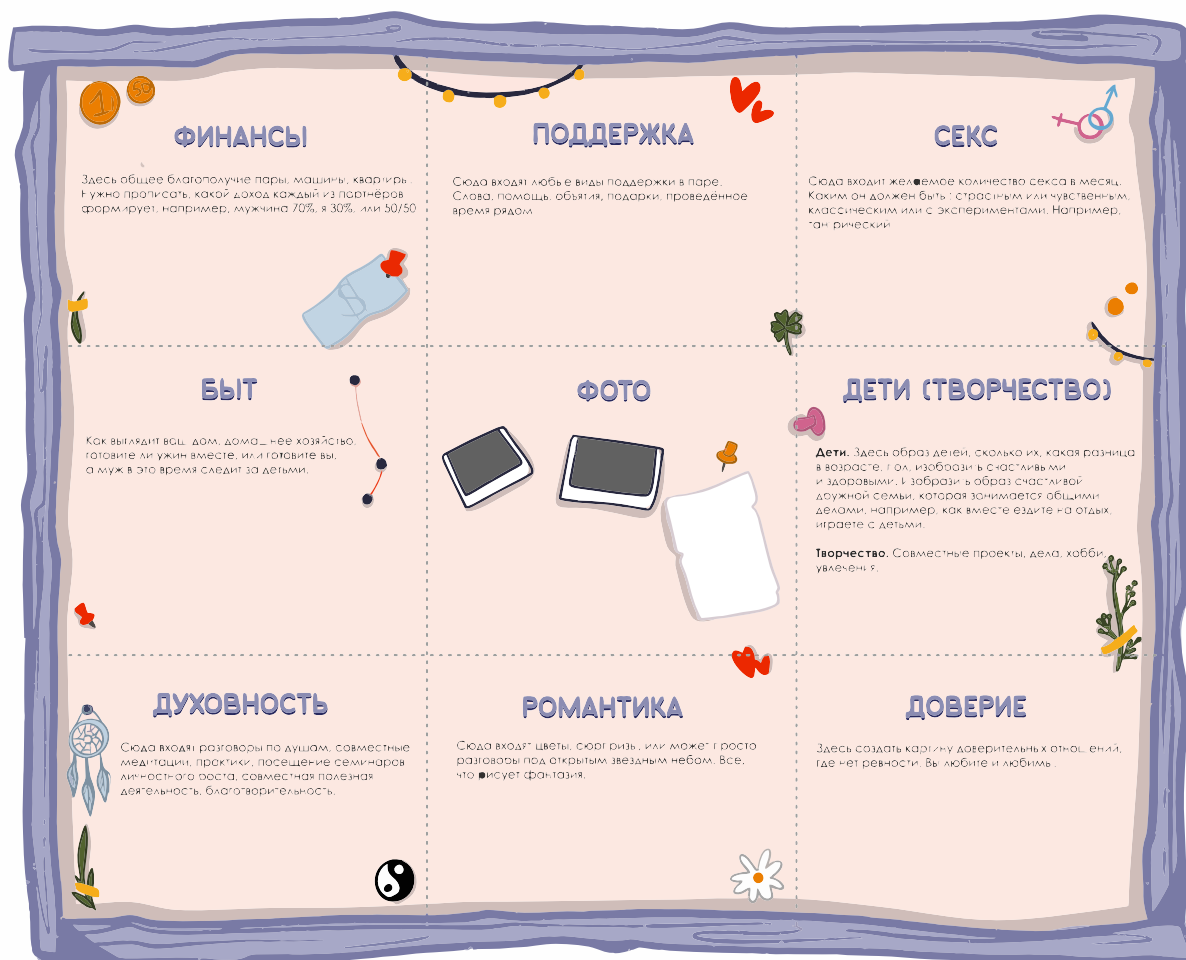 1
50
ФИНАНСЫ
Здесь общее благополучие пары, машины, квартиры.
Нужно прописать, какой доход каждый из партнёров
формирует, например, мужчина 70%, я 30%, или 50/50
ПОДДЕРЖКА
Сюда входят любые виды поддержки в паре.
Слова, помощь, объятия, подарки, проведённое
время рядом
СЕКС
Сюда входит желаемое количество секса в месяц.
Каким он должен быть: страстным или чувственным,
классическим или с экспериментами. Например,
тантрический
БЫТ
Как выглядит ваш дом, домашнее хозяйство,
готовите ли ужин вместе, или готовите вы,
а муж в это время следит за детьми.
ФОТО
ДЕТИ (ТВОРЧЕСТВО)
Дети. Здесь образ детей, сколько их, какая разница
в возрасте, пол, изобразить счастливыми
и здоровыми. Изобразить образ счастливой
дружной семьи, которая занимается общими
делами, например, как вместе ездите на отдых,
играете с детьми.
Творчество. Совместные проекты, дела, хобби,
увлечения.
ДУХОВНОСТЬ
Сюда входят разговоры по душам, совместные
медитации, практики, посещение семинаров
личностного роста, совместная полезная
деятельность, благотворительность.
РОМАНТИКА
Сюда входят цветы, сюрпризы, или может просто
разговоры под открытым звездным небом. Все,
что рисует фантазия.
ДОВЕРИЕ
Здесь создать картину доверительных отношений,
где нет ревности. Вы любите и любимы.